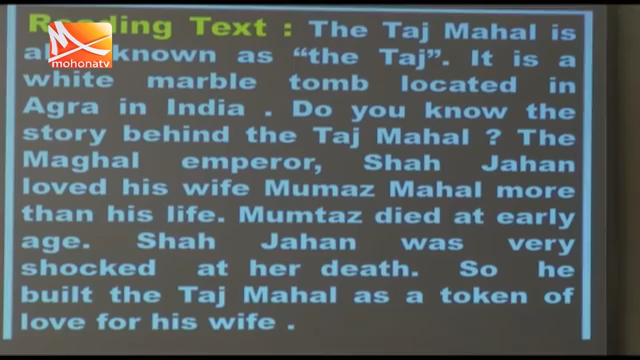 Reading Text : The Taj Mahal is
also known as "the Taj". It is a
white marble tomb located in
Agra in India . Do you know the
story behind the Taj Mahal ? The
Maghal emperor, Shah Jahan
loved his wife Mumaz Mahal more
than his life. Mumtaz died at early
age. Shah Jahan was very
shocked at her death. So he
built the Taj Mahal as a token of
love for his wife .
mohonatv